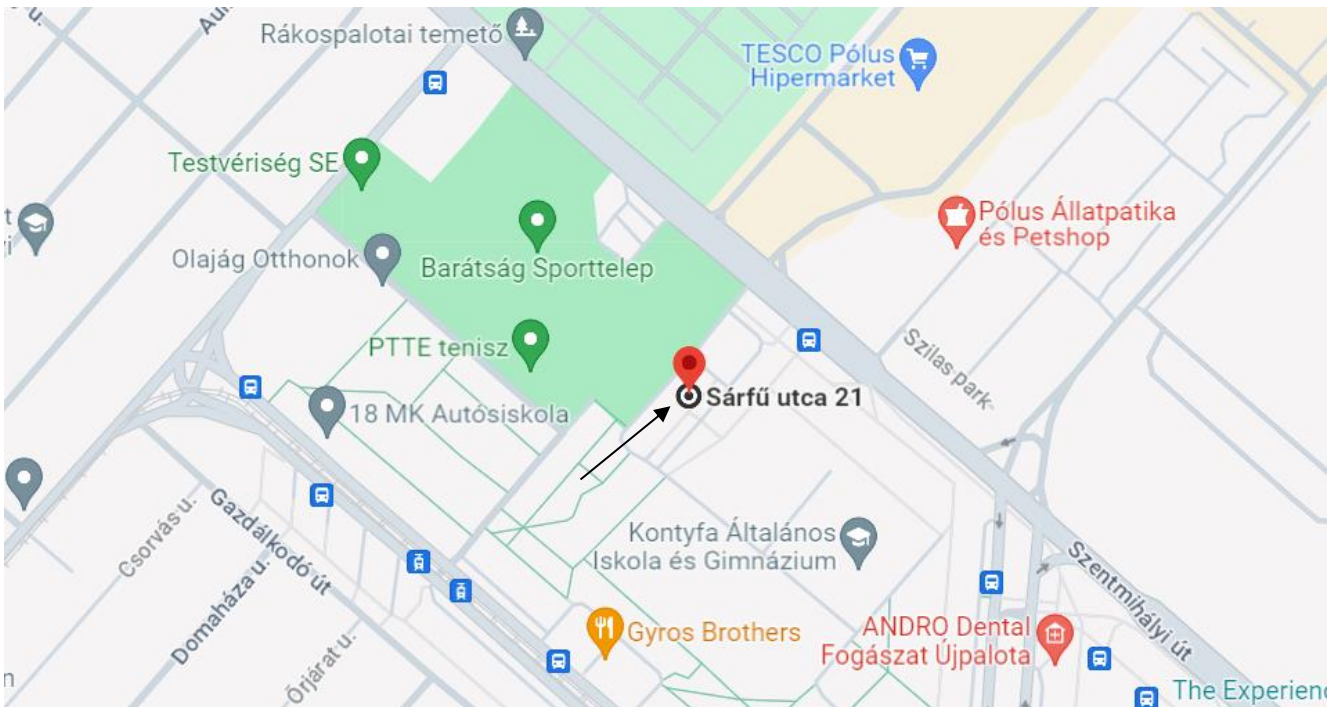 Rákospalotai temető
TESCO Pólus
Hipermarket
Testvériség SE
Pólus Állatpatika
és Petshop
Olajág Otthonok
Barátság Sporttelep
PTTE tenisz
Szilas park
Sárfű utca 21
18 MK Autósiskola
Csorvás u.
Gazdálkodó út
Kontyfa Általános
Iskola és Gimnázium
Domaháza u.
Szentmihályi út
Őrjárat u.
Gyros Brothers
ANDRO Dental
Fogászat Újpalota
The Experien